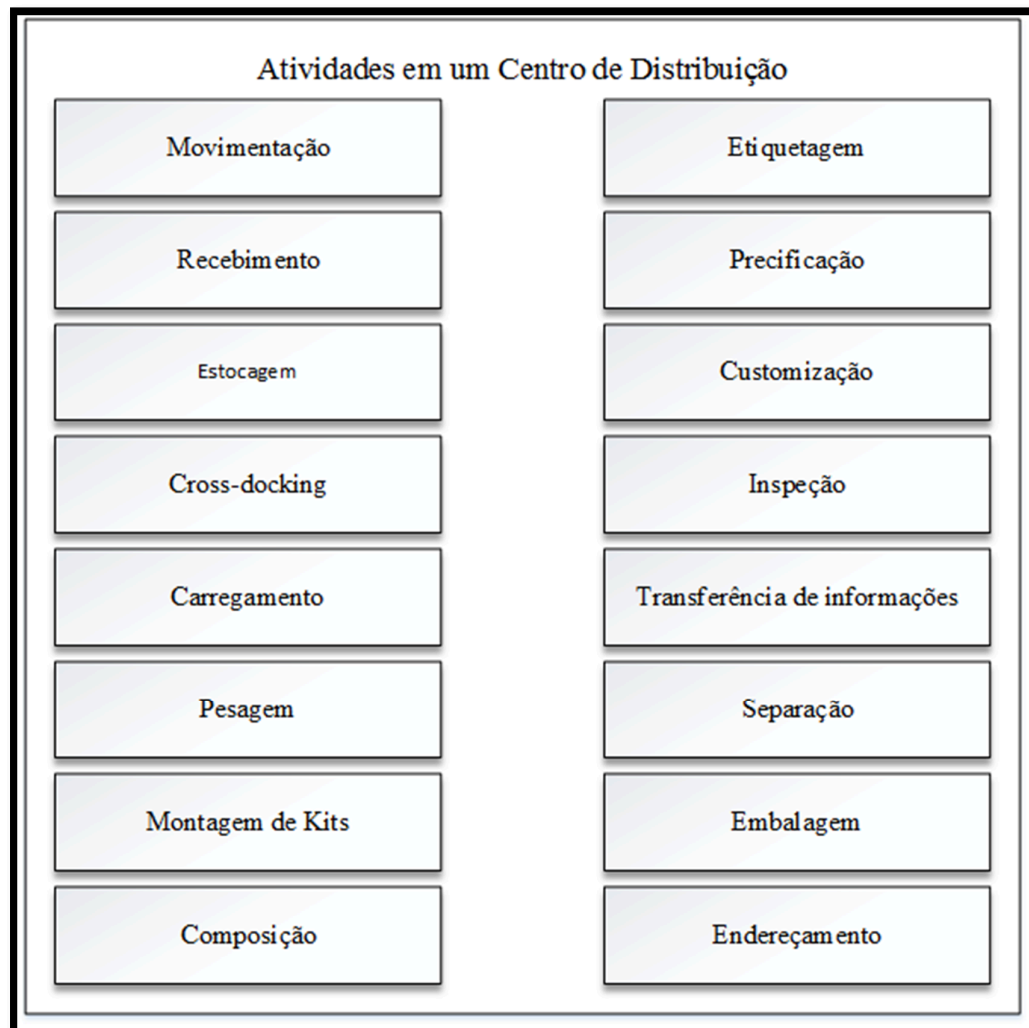 Atividades em um Centro de Distribuição
Movimentação
Etiquetagem
Recebimento
Precificação
Estocagem
Customização
Cross-docking
Inspeção
Carregamento
Transferência de informações
Pesagem
Separação
Montagem de Kits
Embalagem
Composição
Endereçamento